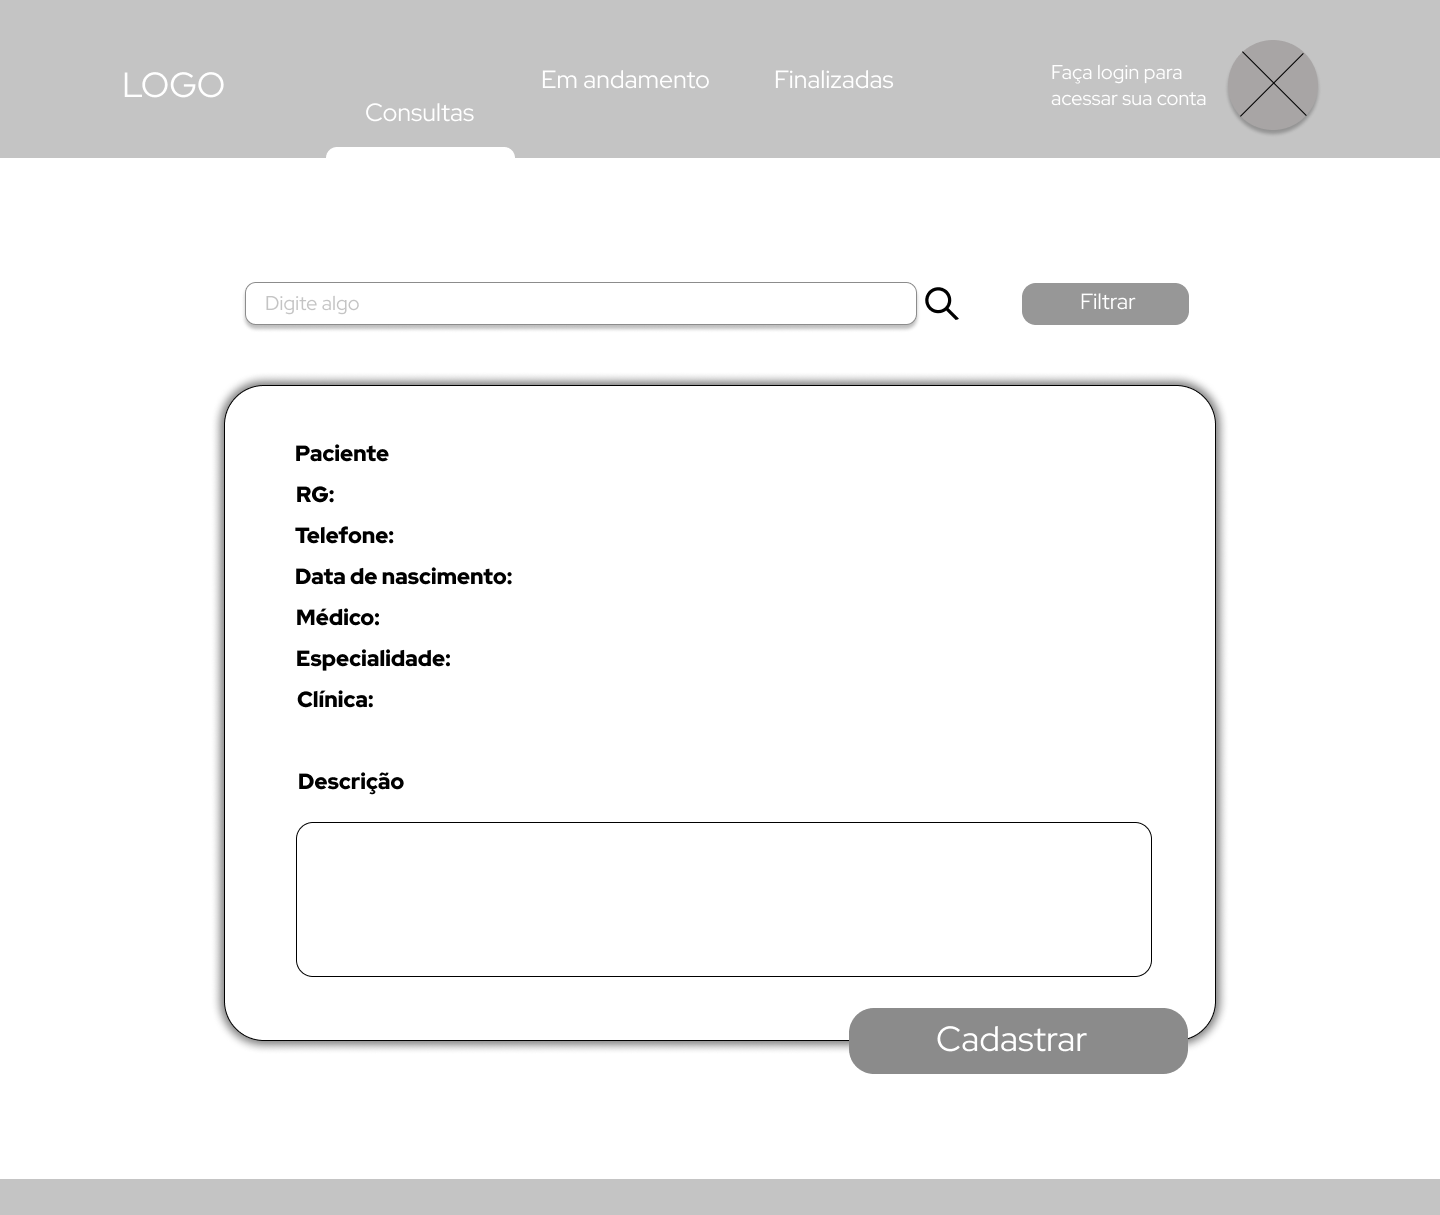 LOGO
Consultas
Em andamento
Finalizadas
Faça login para
acessar sua conta
Digite algo
Filtrar
Paciente
RG:
Telefone:
Data de nascimento:
Médico:
Especialidade:
Clínica:
Descrição
Cadastrar